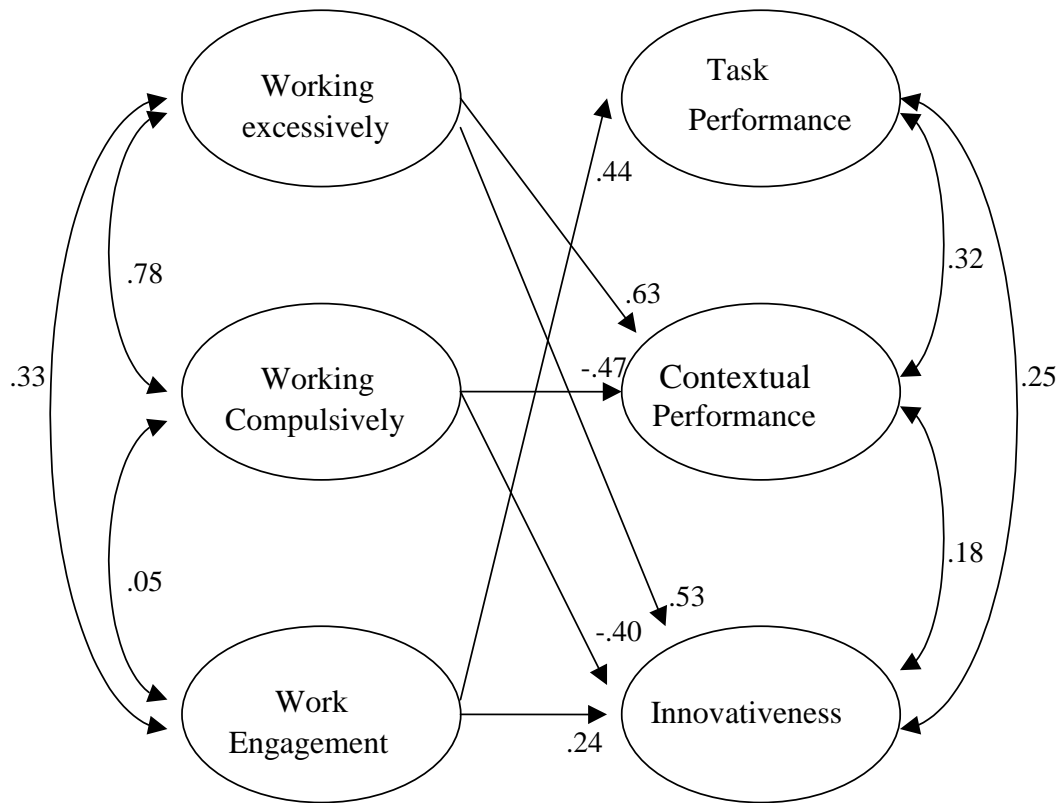 Working
excessively
Task
Performance
.44
.78
.32
.63
.33
Working
Compulsively
-.47
Contextual
Performance
.25
.05
.18
.53
-.40
Work
Engagement
.24
Innovativeness